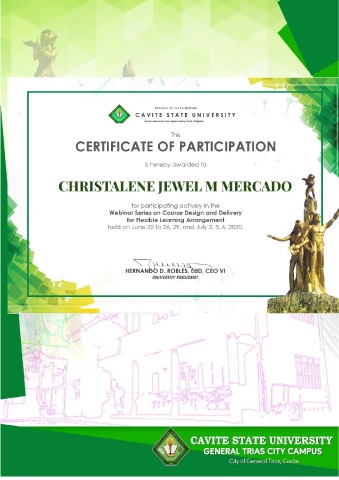 REPUBLIC OF THE PHILIPPINES
CAVITE STATE UNIVERSITY
This
CERTIFICATE OF PARTICIPATION
is hereby awarded to
CHRISTALENE JEWEL M MERCADO
for participating actively in the
Webinar Series on Course Design and Delivery
for Flexible Learning Arrangement
held on June 22 to 26, 29, and July 2, 3, 6, 2020.
HERNANDO D. ROBLES, EdD, CEO VI
UNIVERSITY PRESIDENT
CAVITE STATE UNIVERSITY
GENERAL TRIAS CITY CAMPUS
City of General Trias, Cavite